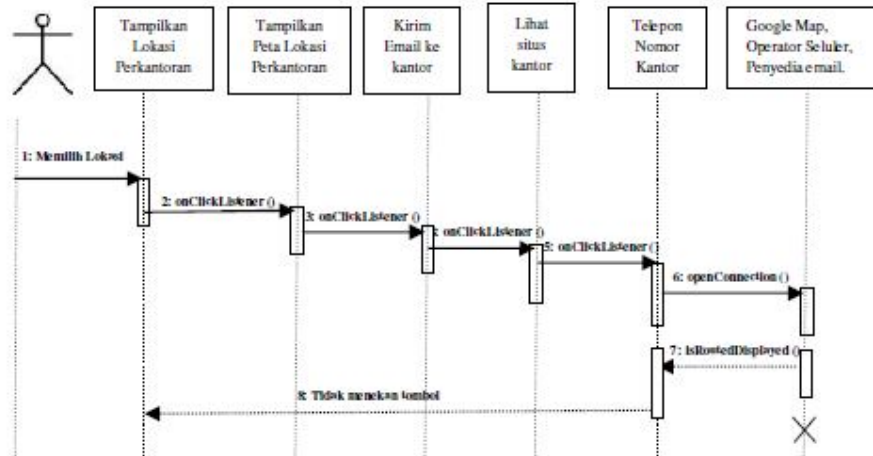 Tampilkan
Lokasi
Perkantoran
Tampilkan
Peta Lokasi
Perkantoran
Kirim
Email ke
kantor
Lihat
situs
kantor
Telepon
Nomor
Kantor
Google Map,
Operator Seluler,
Penyedia email.
1: Memilih Lokasi
2: onClickListener ()
3: onClickListener ()
: onClickListener ()
5: onClickListener ()
6: openConnection ()
7: isRoutedDisplayed ()
8: Tidak menekan tombol